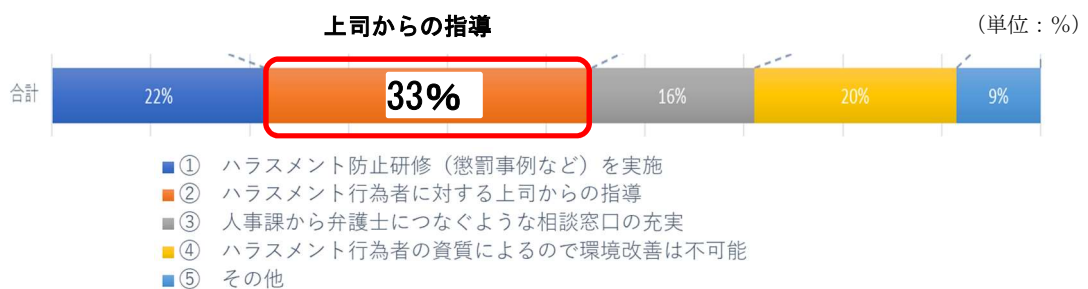 上司からの指導
(単位：%)
合計 22% 33% 16% 20% 9%
① ハラスメント防止研修（懲罰事例など）を実施
② ハラスメント行為者に対する上司からの指導
③ 人事課から弁護士につなぐような相談窓口の充実
④ ハラスメント行為者の資質によるので環境改善は不可能
⑤ その他